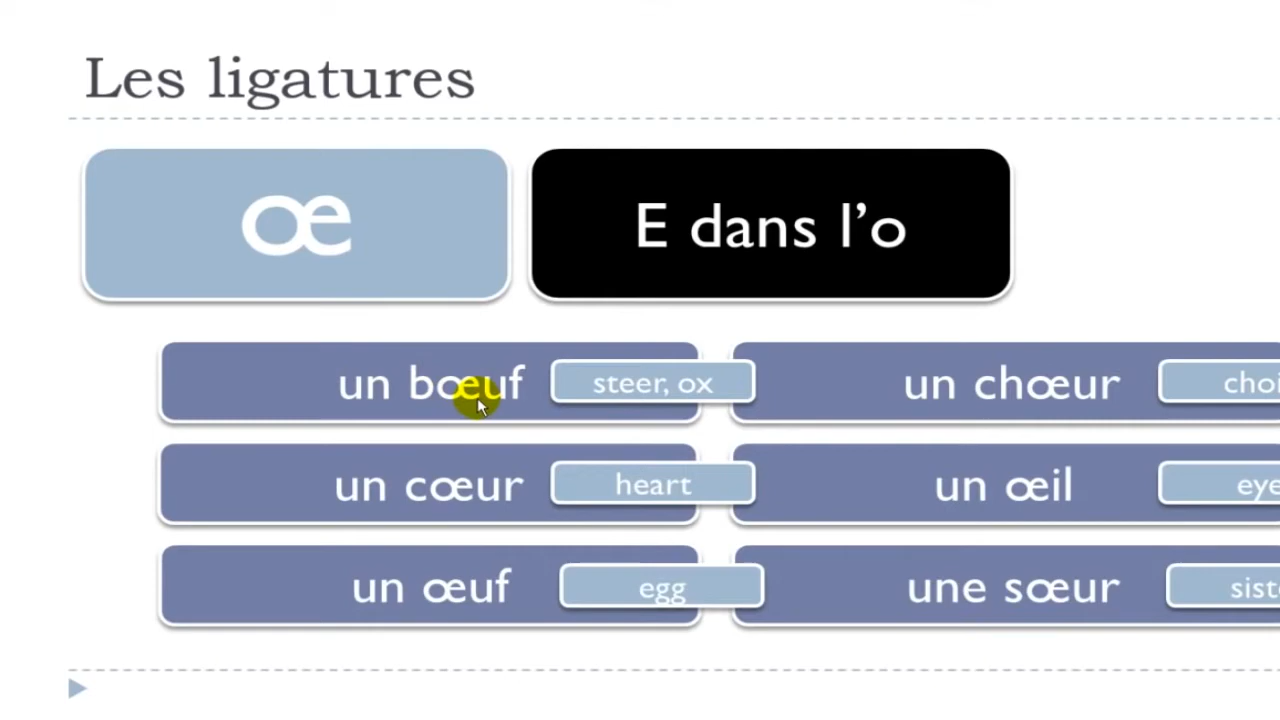 Les ligatures
œ
E dans l’o
un bœuf steer, ox un chœur
un cœur heart un œil eye
un œuf egg une sœur